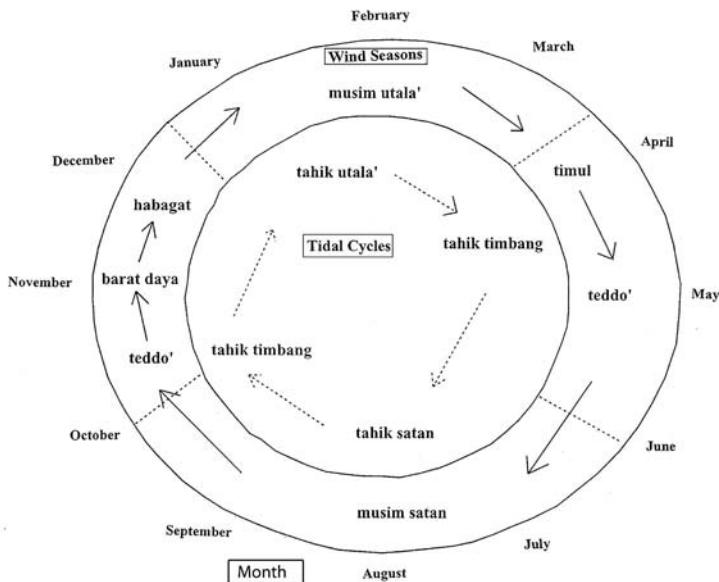 February
January
March
Wind Seasons
musim utala'
December
April
tahik utala'
timul
habagat
Tidal Cycles
tahik timbang
November
barat daya
teddo'
May
teddo'
tahik timbang
October
tahik satan
June
musim satan
September
July
Month
August